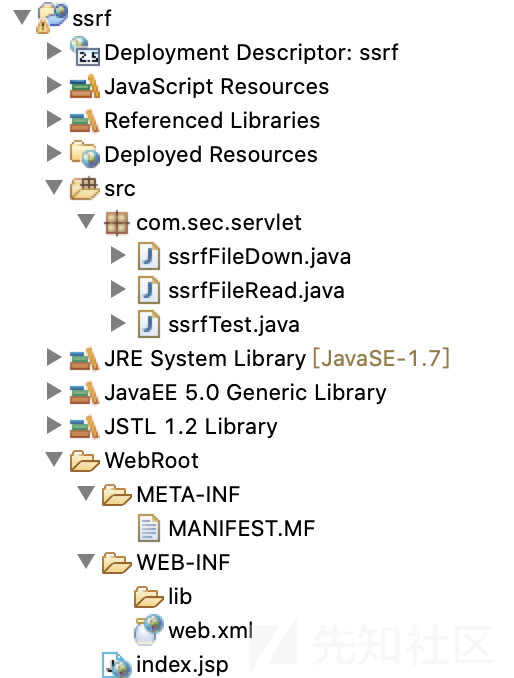 ssrf
2.5 Deployment Descriptor: ssrf
JavaScript Resources
Referenced Libraries
Deployed Resources
src
com.sec.servlet
J ssrfFileDown.java
J ssrfFileRead.java
J ssrfTest.java
JRE System Library [JavaSE-1.7]
JavaEE 5.0 Generic Library
JSTL 1.2 Library
WebRoot
META-INF
MANIFEST.MF
WEB-INF
lib
web.xml
index.jsp
先知社区